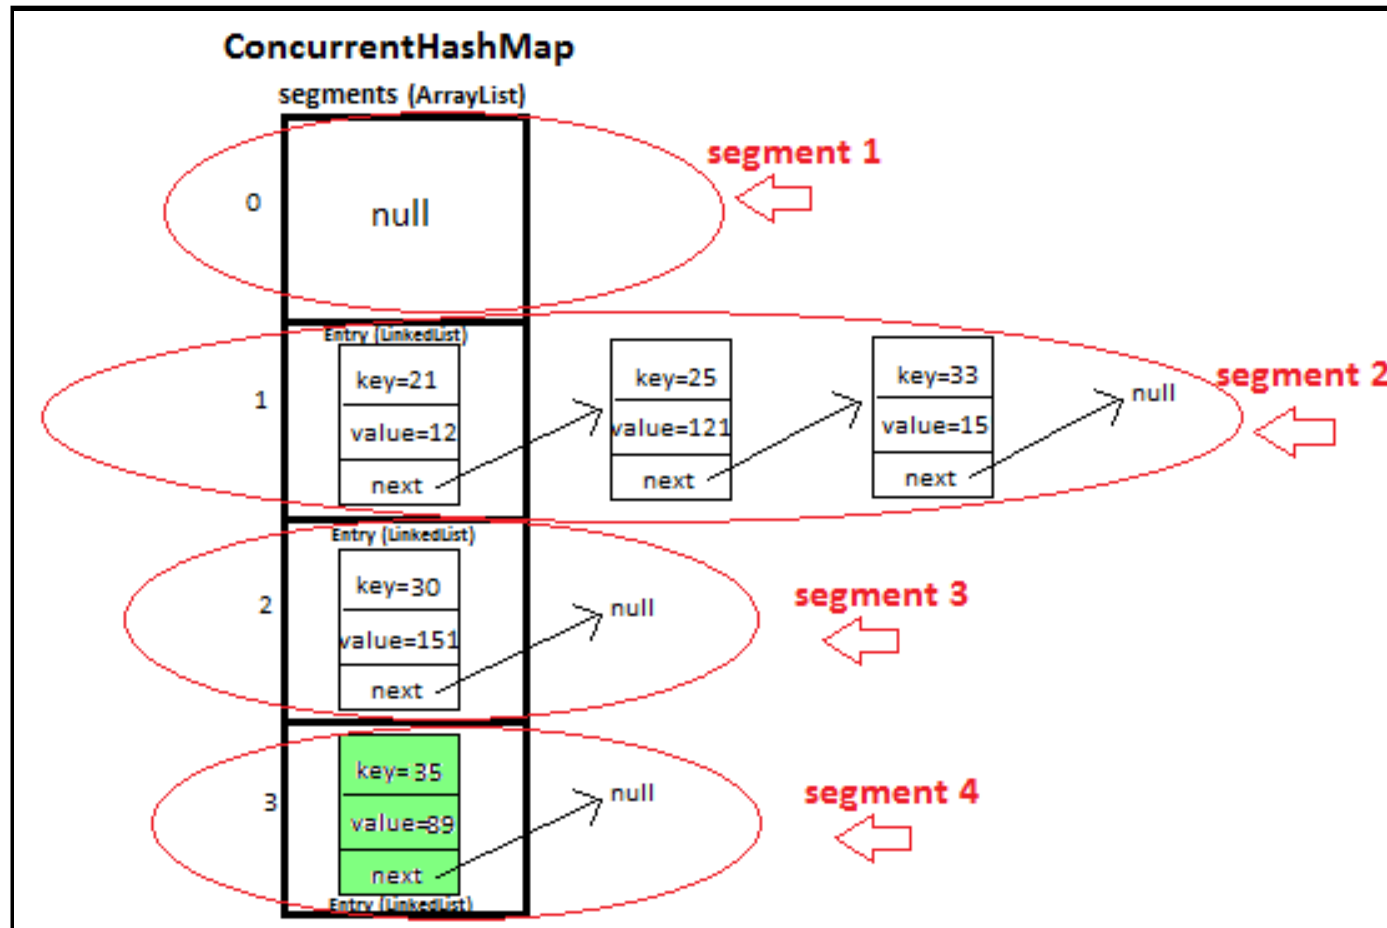 ConcurrentHashMap
segments (ArrayList)
segment 1
0
null
Entry (LinkedList)
segment 2
1
key=21
value=12
next
key=25
value=121
next
key=33
value=15
next
null
Entry (LinkedList)
segment 3
2
key=30
value=151
next
null
segment 4
3
key=35
value=89
next
null
Entry (LinkedList)